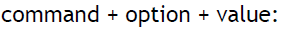 command + option + value: